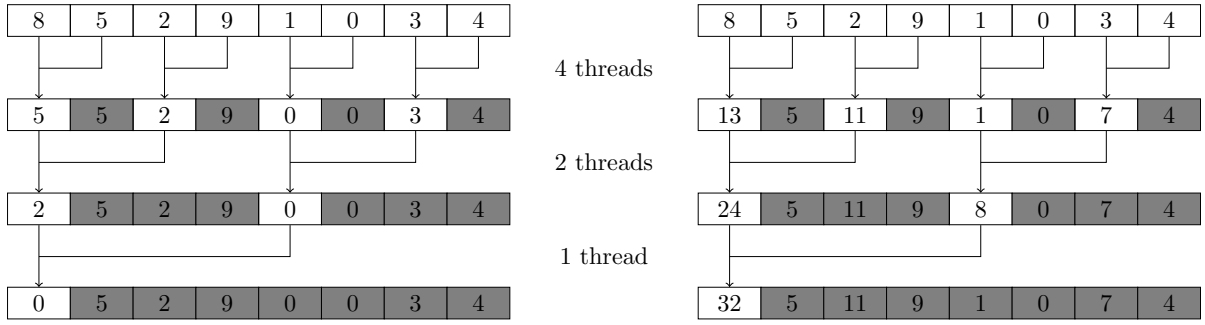 8 5 2 9 1 0 3 4 8 5 2 9 1 0 3 4
4 threads
5 5 2 9 0 0 3 4 13 5 11 9 1 0 7 4
2 threads
2 5 2 9 0 0 3 4 24 5 11 9 8 0 7 4
1 thread
0 5 2 9 0 0 3 4 32 5 11 9 1 0 7 4